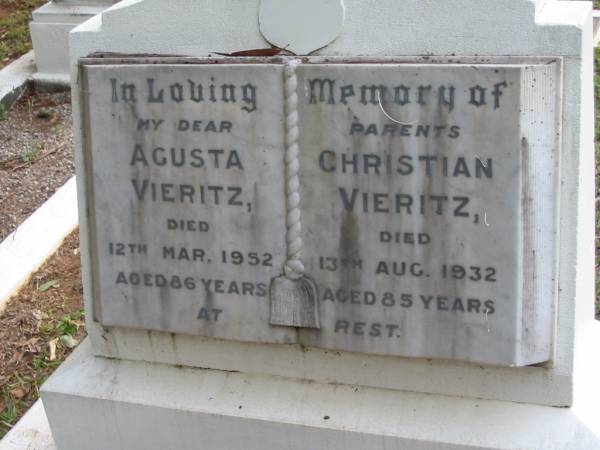 In Loving Memory of
MY DEAR PARENTS
AGUSTA
VIERITZ,
DIED
12TH MAR. 1952
AGED 86 YEARS
CHRISTIAN
VIERITZ,
DIED
13TH AUG. 1932
AGED 85 YEARS
AT REST.